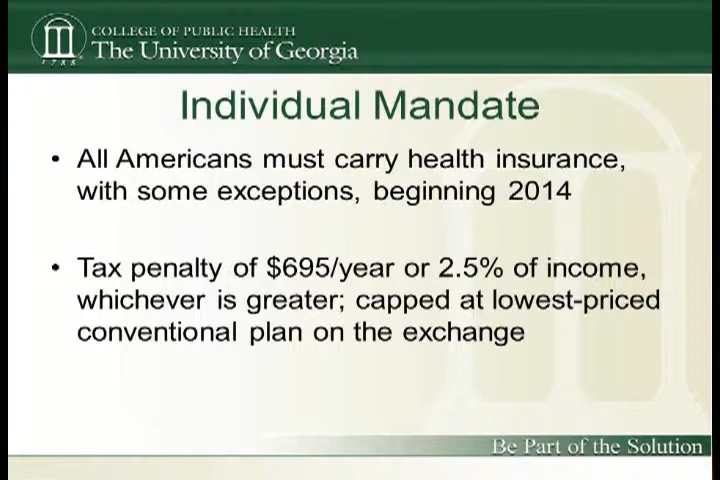 COLLEGE OF PUBLIC HEALTH
The University of Georgia
1785
Individual Mandate
• All Americans must carry health insurance,
with some exceptions, beginning 2014
• Tax penalty of $695/year or 2.5% of income,
whichever is greater; capped at lowest-priced
conventional plan on the exchange
Be Part of the Solution